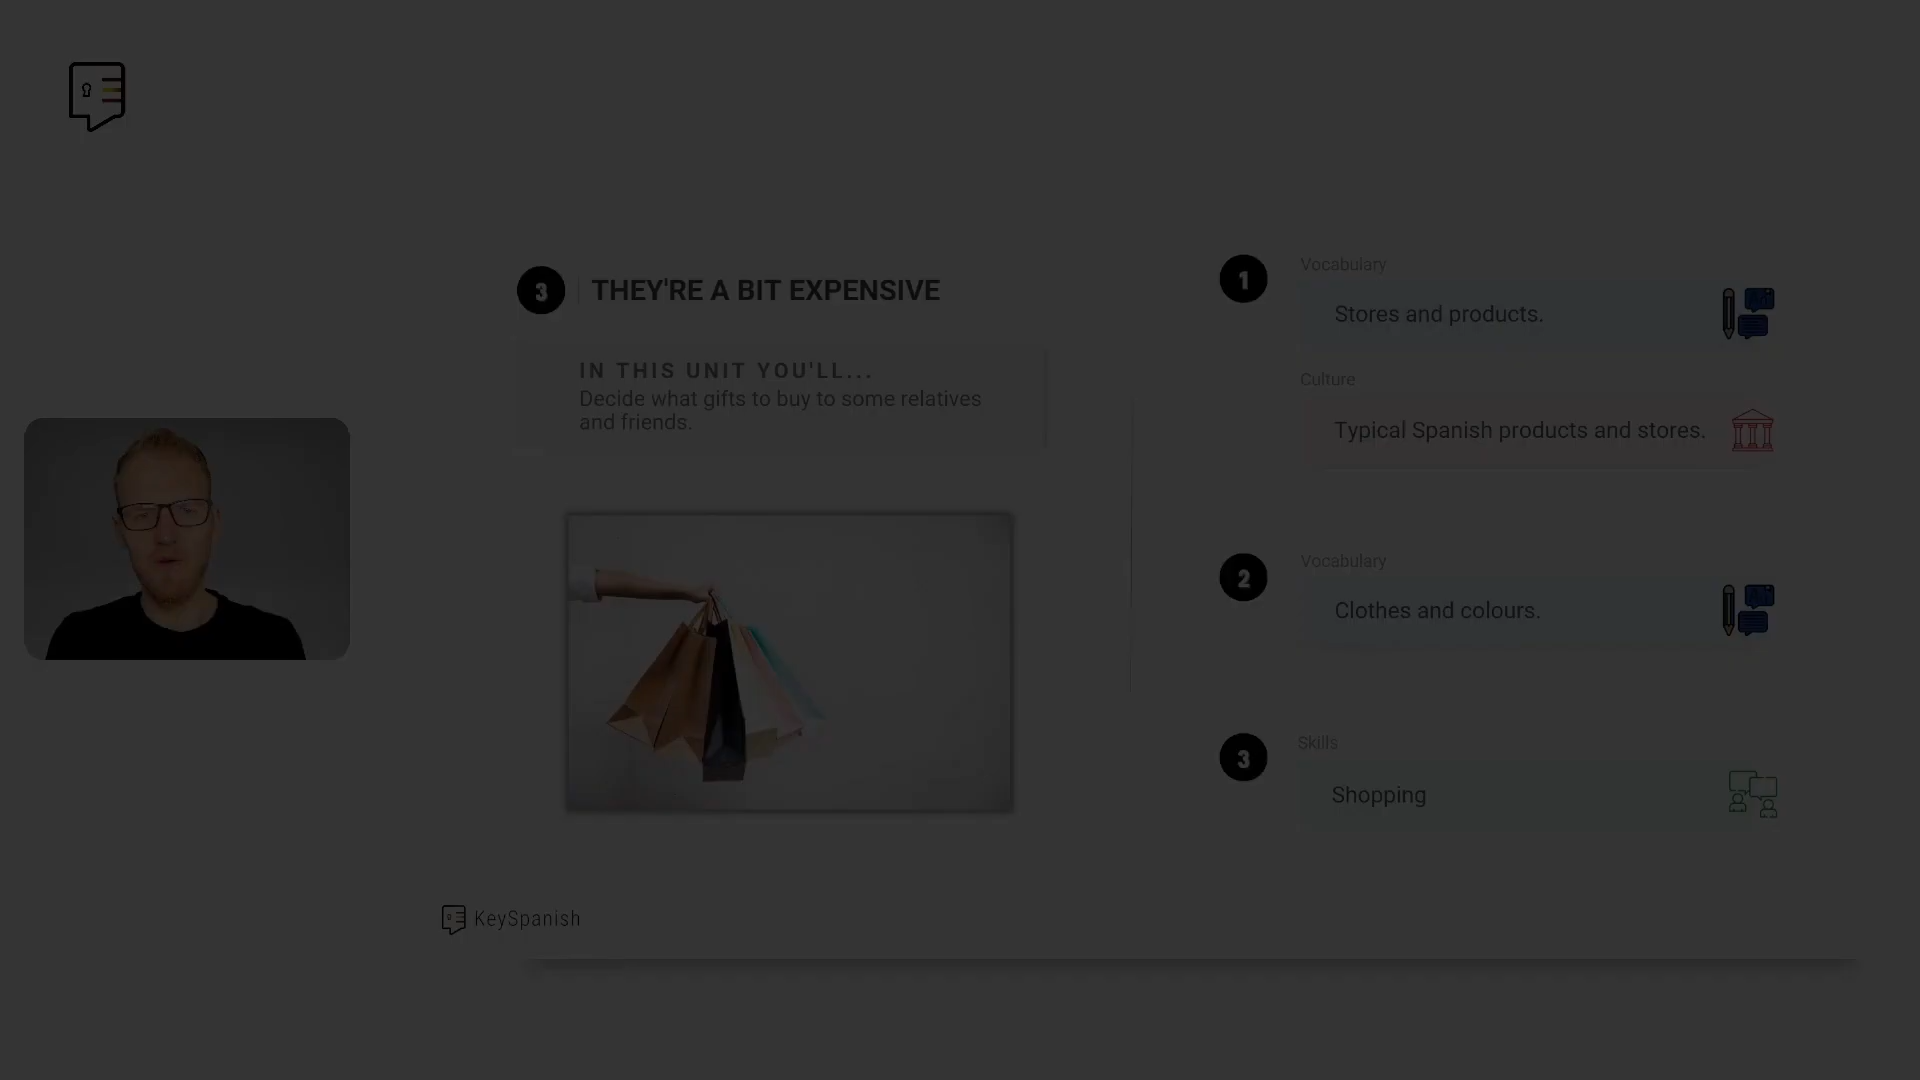 3
THEY'RE A BIT EXPENSIVE
IN THIS UNIT YOU'LL...
Decide what gifts to buy to some relatives
and friends.
1
Vocabulary
Stores and products.
Culture
Typical Spanish products and stores.
2
Vocabulary
Clothes and colours.
3
Skills
Shopping
KeySpanish